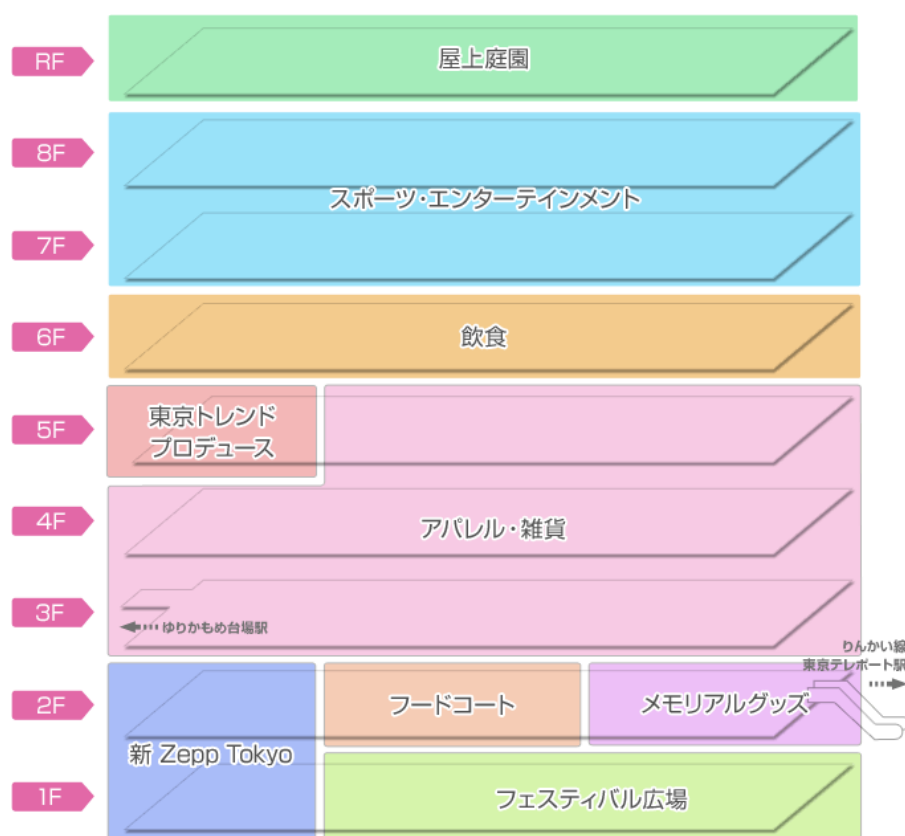 RF
屋上庭園
8F
スポーツ・エンターテインメント
7F
6F
飲食
5F
東京トレンド
プロデュース
4F
アパレル・雑貨
3F
ゆりかもめ台場駅
りんかい線
東京テレポート駅
2F
フードコート
メモリアルグッズ
新 Zepp Tokyo
1F
フェスティバル広場